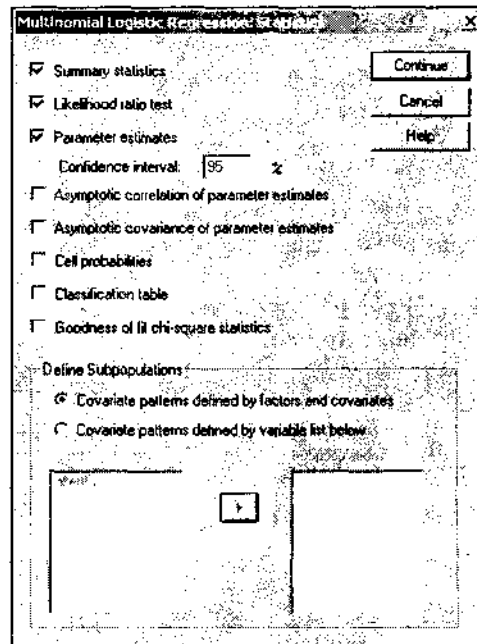 Multinomial Logistic Regression: Statistics
Summary statistics
Continue
Likelihood ratio test
Cancel
Parameter estimates
Help
Confidence interval: 95 %
Asymptotic correlation of parameter estimates
Asymptotic covariance of parameter estimates
Cell probabilities
Classification table
Goodness of fit chi-square statistics
Define Subpopulations
Covariate patterns defined by factors and covariates
Covariate patterns defined by variable list below